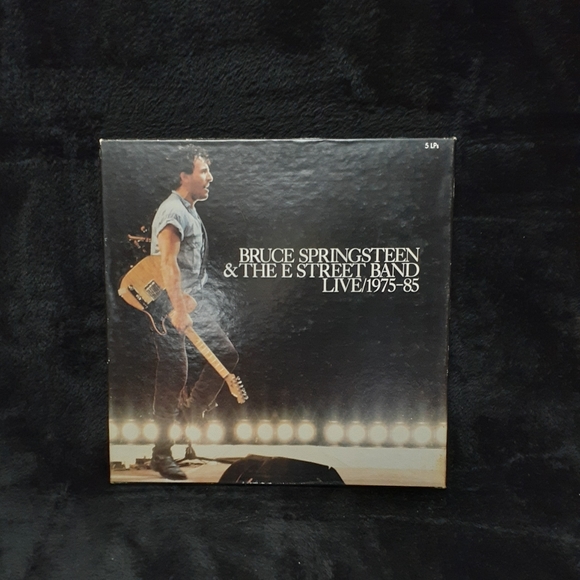 5 LPs
BRUCE SPRINGSTEEN
& THE E STREET BAND
LIVE/1975–85